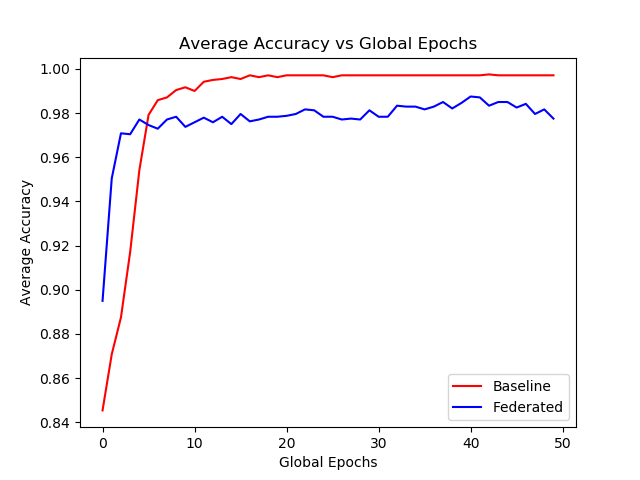 Average Accuracy vs Global Epochs
1.00
0.98
0.96
0.94
0.92
0.90
0.88
0.86
0.84
Average Accuracy
Baseline
Federated
0 10 20 30 40 50
Global Epochs